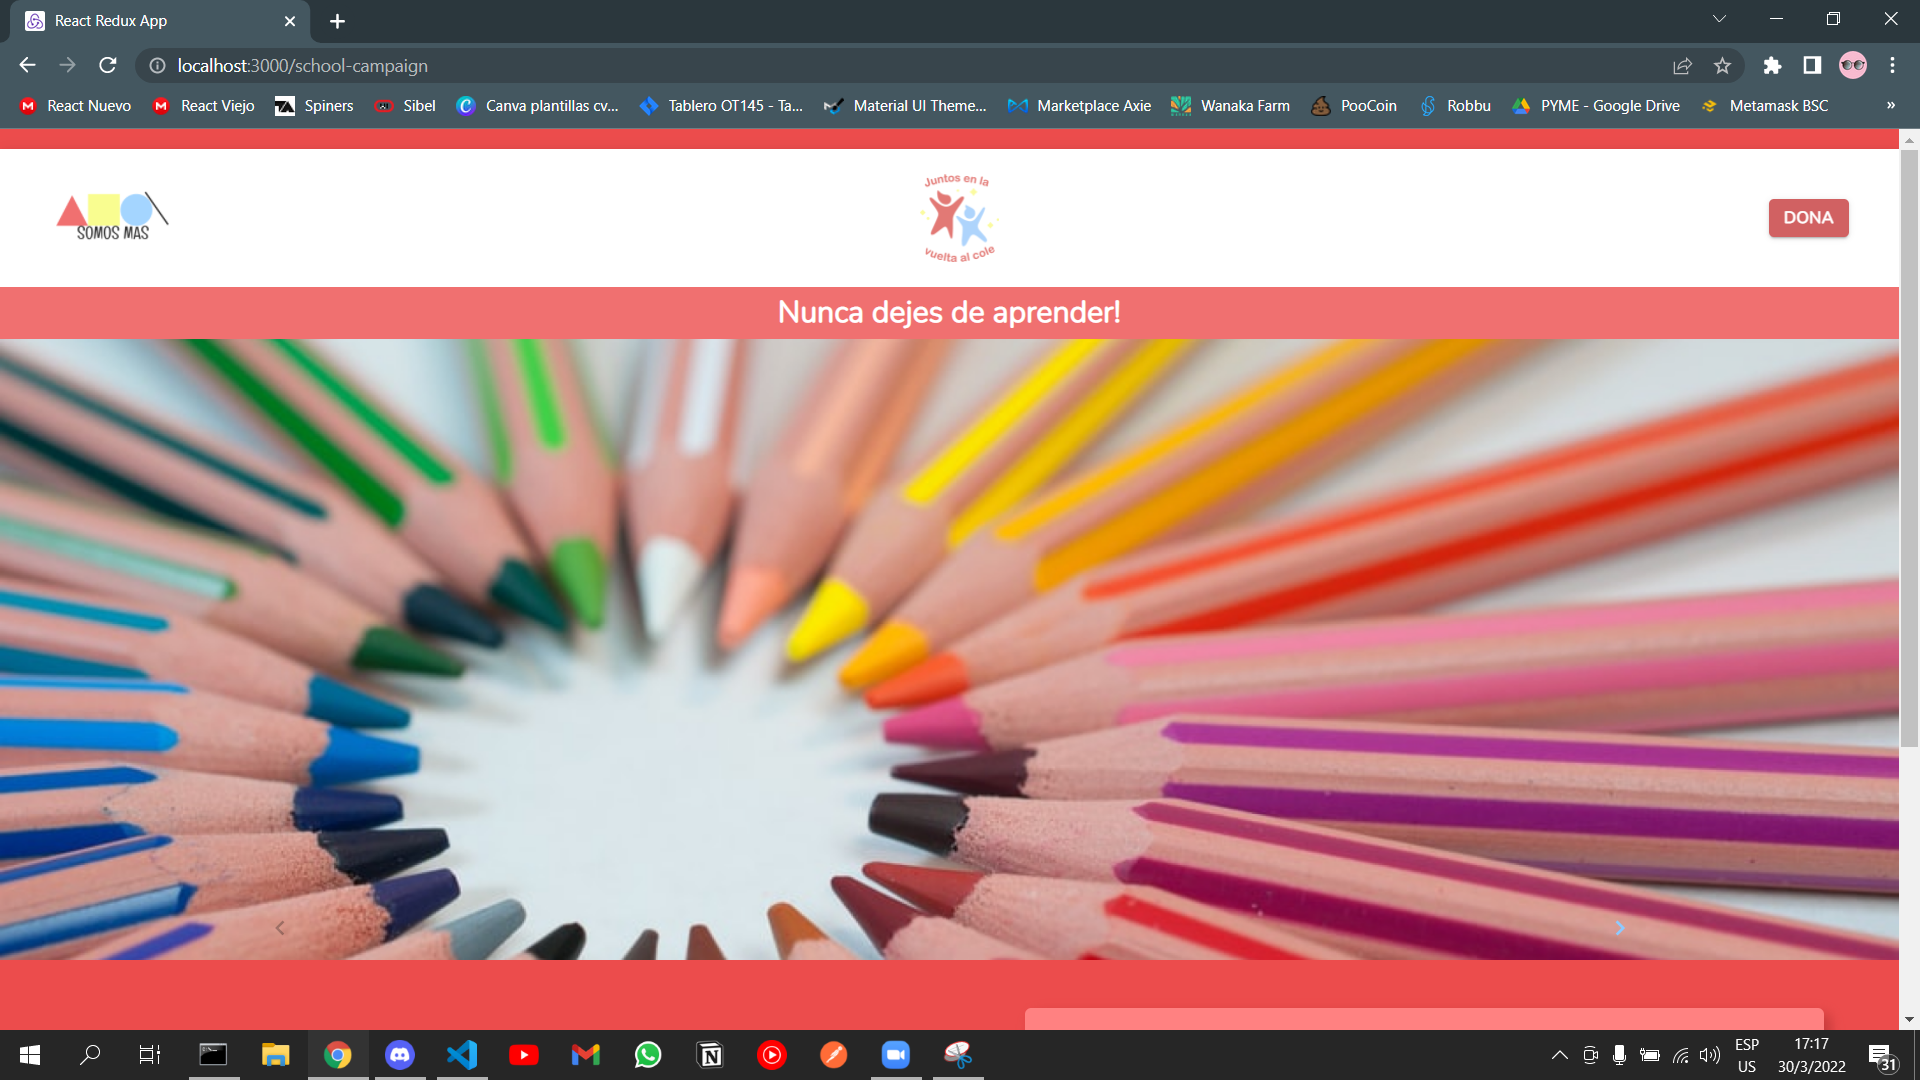 React Redux App
localhost:3000/school-campaign
React Nuevo
React Viejo
Spiners
Sibel
Canva plantillas cv...
Tablero OT145 - Ta...
Material UI Theme...
Marketplace Axie
Wanaka Farm
PooCoin
Robbu
PYME - Google Drive
Metamask BSC
»
SOMOS MAS
Juntos en la
vuelta al cole
DONA
Nunca dejes de aprender!
ESP
US
17:17
30/3/2022
31